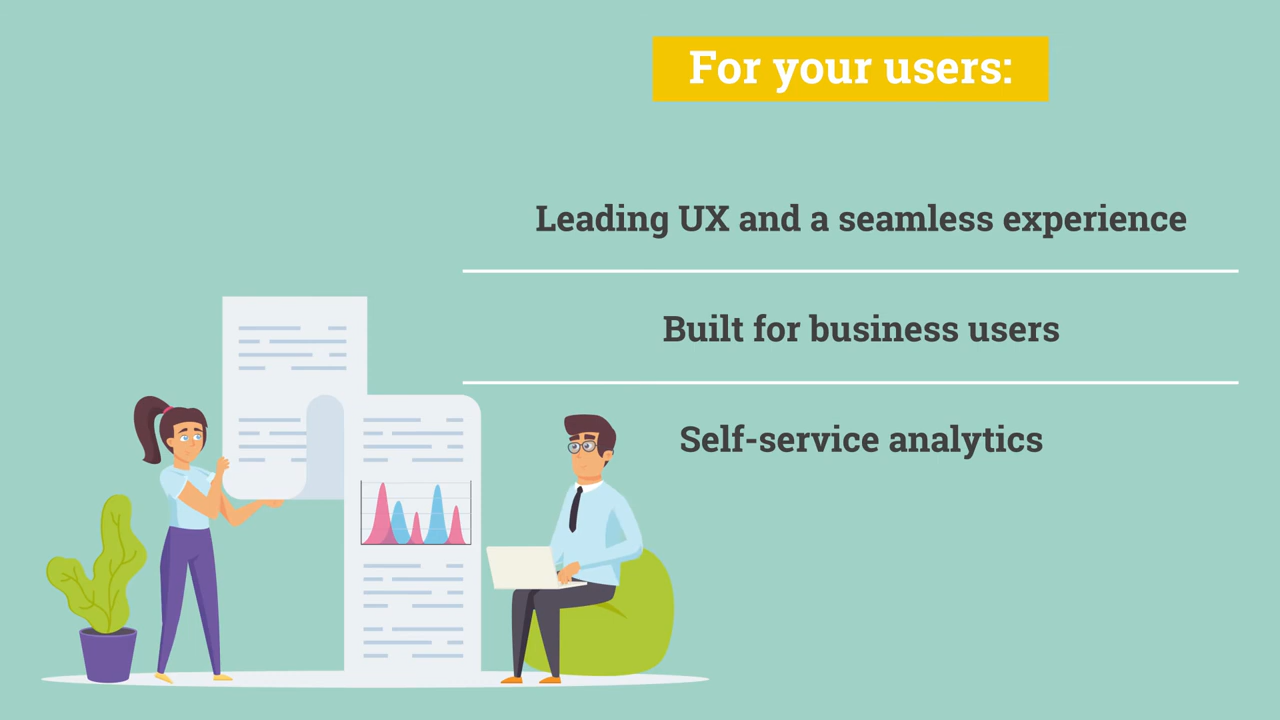 For your users:
Leading UX and a seamless experience
Built for business users
Self-service analytics